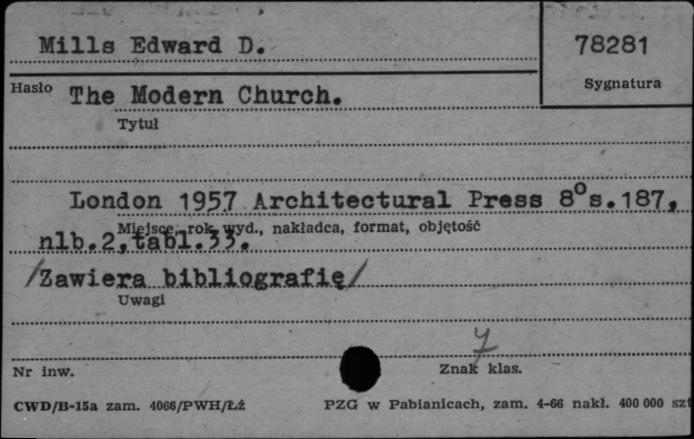 Mills Edward D.
78281
Sygnatura
Hasło The Modern Church.
Tytuł
London 1957 Architectural Press 8° s.187,
Miejsce, rok wyd., nakładca, format, objętość
nlb.2,tabl.33.
/Zawiera bibliografię/
Uwagi
7
Nr inw.
Znak klas.
CWD/B-15a zam. 4066/PWH/Łź
PZG w Pabianicach, zam. 4-66 nakł. 400 000 szt